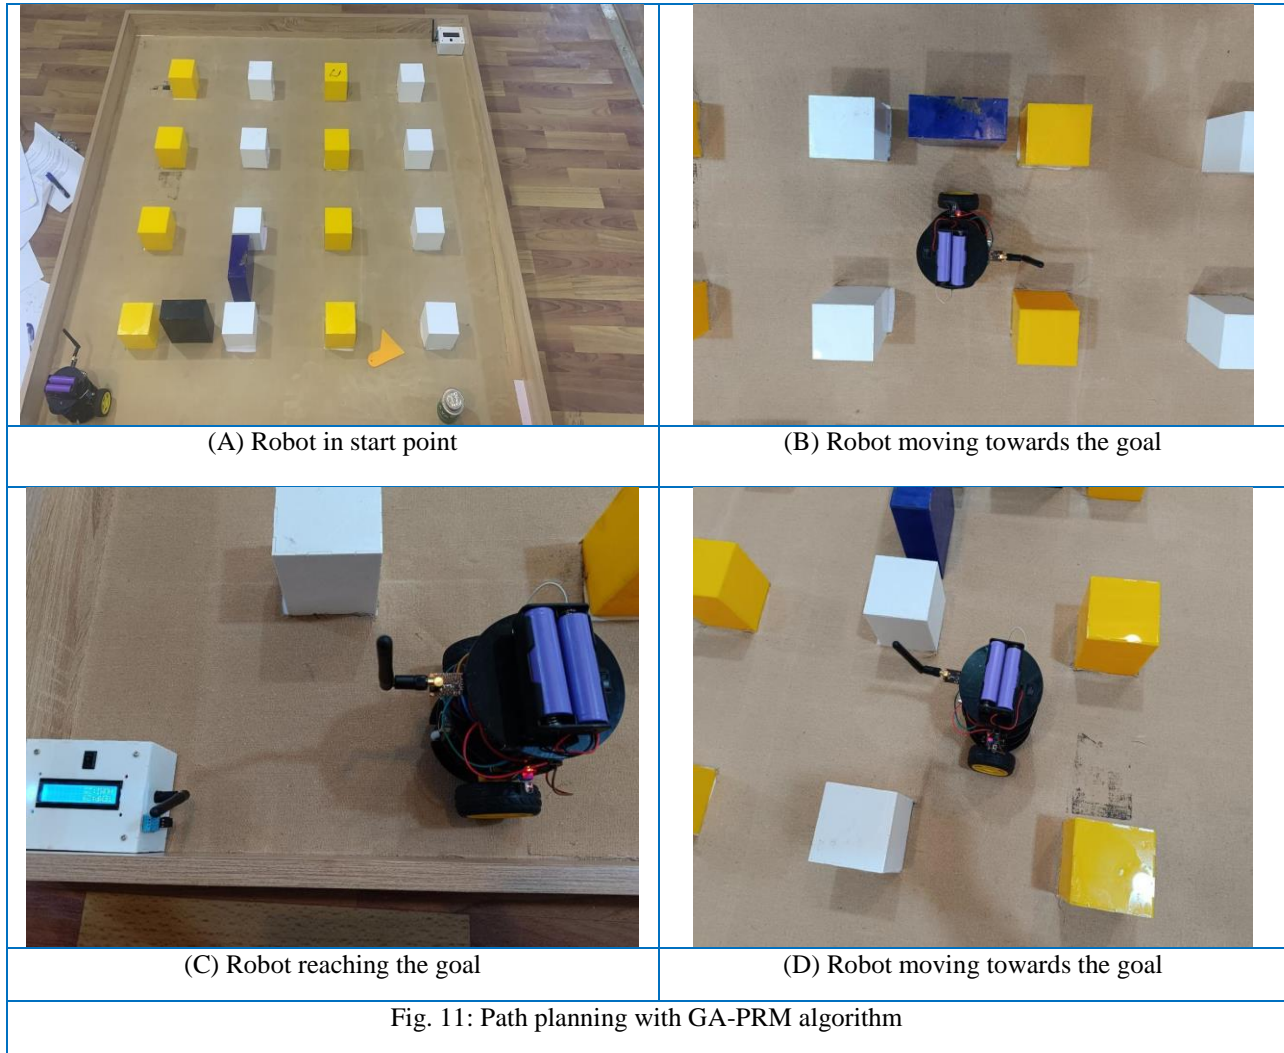 (A) Robot in start point
(B) Robot moving towards the goal
(C) Robot reaching the goal
(D) Robot moving towards the goal
Fig. 11: Path planning with GA-PRM algorithm